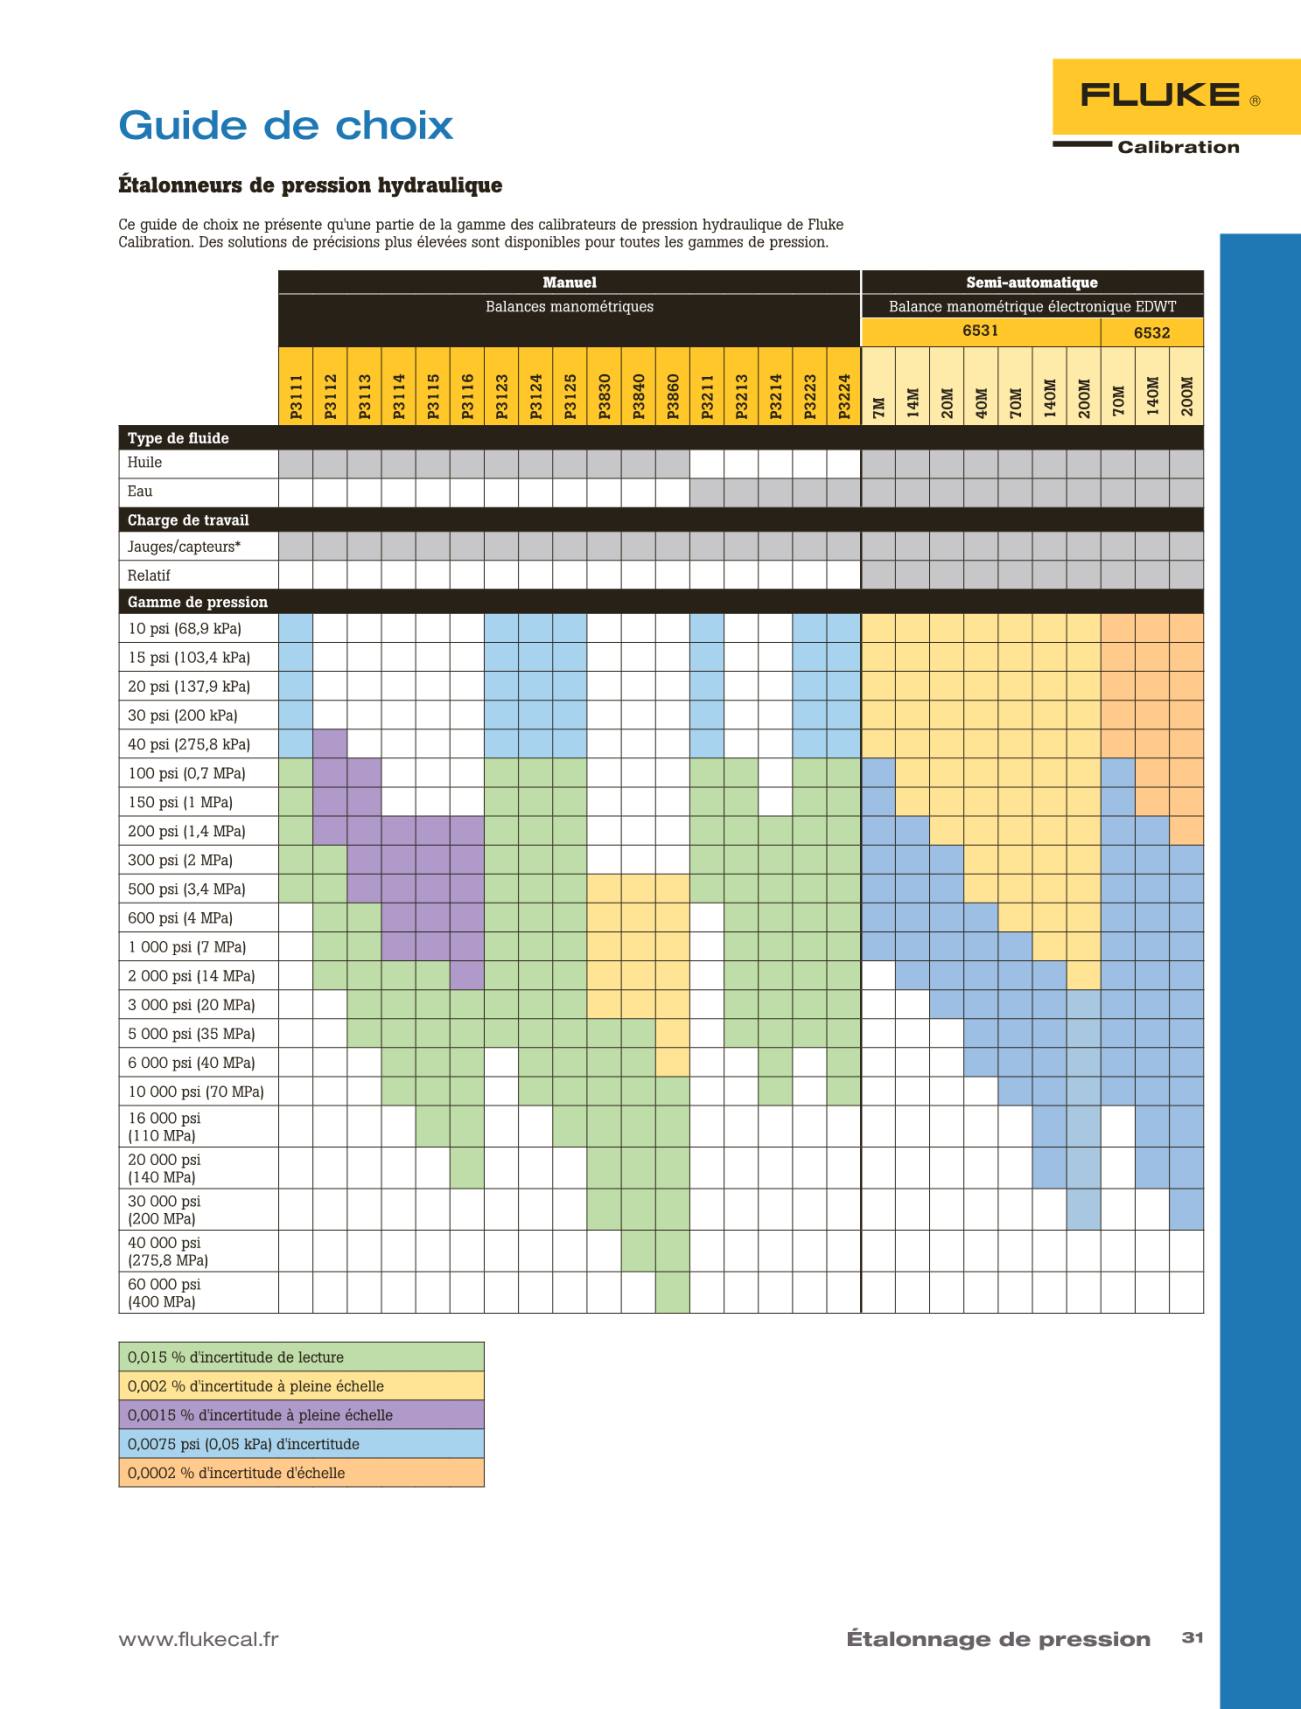 FLUKE ®
Calibration
Guide de choix
Étalonneurs de pression hydraulique
Ce guide de choix ne présente qu'une partie de la gamme des calibrateurs de pression hydraulique de Fluke
Calibration. Des solutions de précisions plus élevées sont disponibles pour toutes les gammes de pression.
Manuel
Semi-automatique
Balances manométriques
Balance manométrique électronique EDWT
6531
6532
P3111
P3112
P3113
P3114
P3115
P3116
P3123
P3124
P3125
P3830
P3840
P3860
P3211
P3213
P3214
P3223
P3224
7M
14M
20M
40M
70M
140M
200M
70M
140M
200M
Type de fluide
Huile
Eau
Charge de travail
Jauges/capteurs*
Relatif
Gamme de pression
10 psi (68,9 kPa)
15 psi (103,4 kPa)
20 psi (137,9 kPa)
30 psi (200 kPa)
40 psi (275,8 kPa)
100 psi (0,7 MPa)
150 psi (1 MPa)
200 psi (1,4 MPa)
300 psi (2 MPa)
500 psi (3,4 MPa)
600 psi (4 MPa)
1 000 psi (7 MPa)
2 000 psi (14 MPa)
3 000 psi (20 MPa)
5 000 psi (35 MPa)
6 000 psi (40 MPa)
10 000 psi (70 MPa)
16 000 psi
(110 MPa)
20 000 psi
(140 MPa)
30 000 psi
(200 MPa)
40 000 psi
(275,8 MPa)
60 000 psi
(400 MPa)
0,015 % d'incertitude de lecture
0,002 % d'incertitude à pleine échelle
0,0015 % d'incertitude à pleine échelle
0,0075 psi (0,05 kPa) d'incertitude
0,0002 % d'incertitude d'échelle
www.flukecal.fr
Étalonnage de pression 31